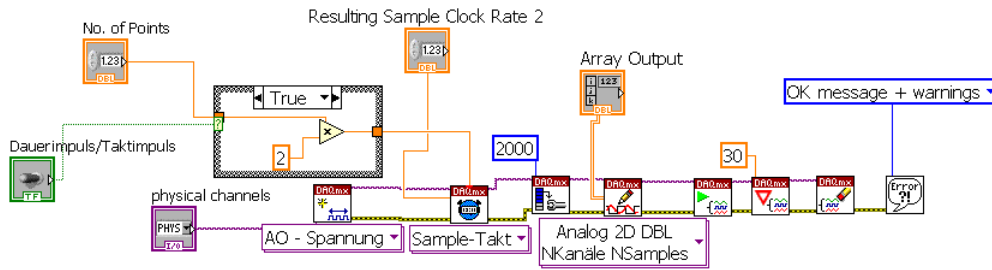 Resulting Sample Clock Rate 2
No. of Points
1.23
DBL
1.23
DBL
Array Output
i
j
k
123
DBL
True
OK message + warnings
?
×
2
2000
30
Dauerimpuls/Taktimpuls
TF
physical channels
PHYS
I/O
DAQmx
DAQmx
DAQmx
DAQmx
DAQmx
DAQmx
DAQmx
Error
?!
AO - Spannung
Sample-Takt
Analog 2D DBL
NKanäle NSamples